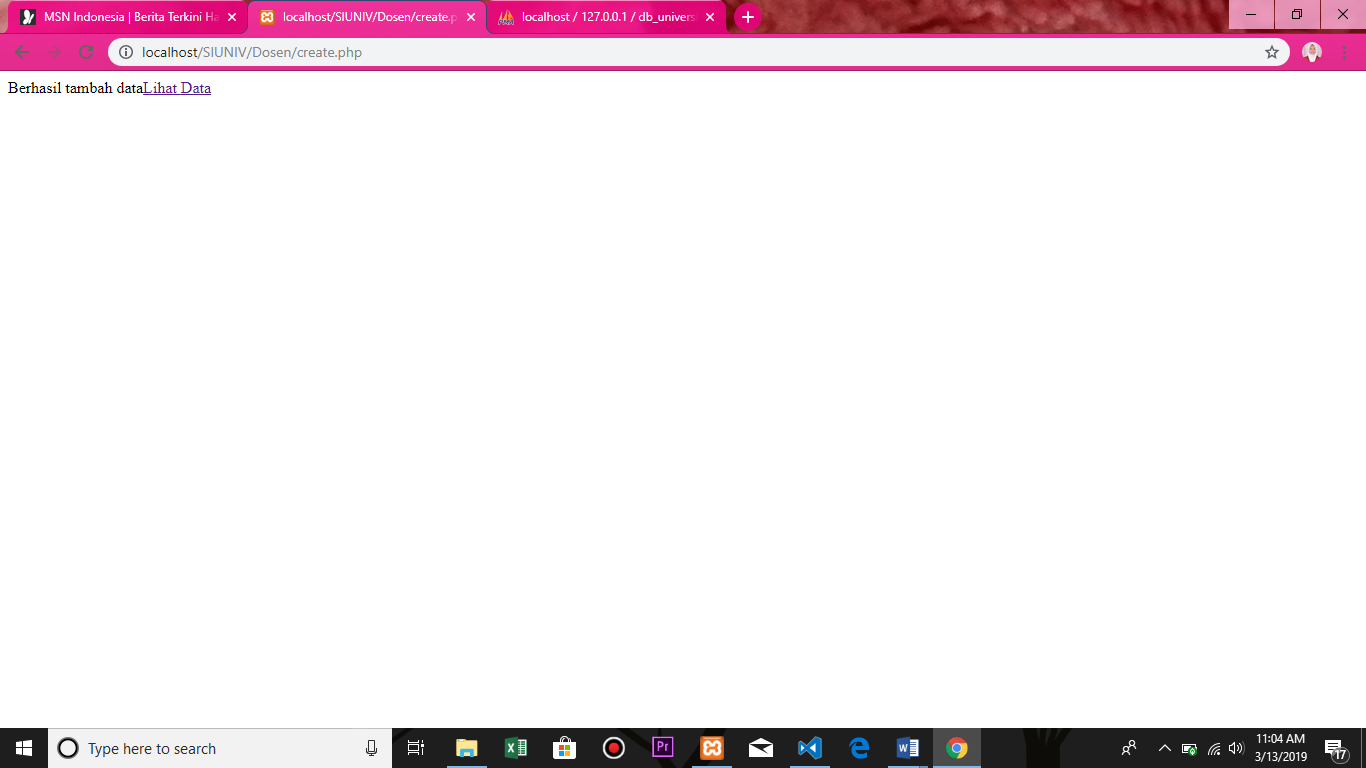 MSN Indonesia | Berita Terkini Ha
localhost/SIUNIV/Dosen/create.p
localhost / 127.0.0.1 / db_univers
localhost/SIUNIV/Dosen/create.php
Berhasil tambah dataLihat Data
Type here to search
Pr
11:04 AM
3/13/2019
17